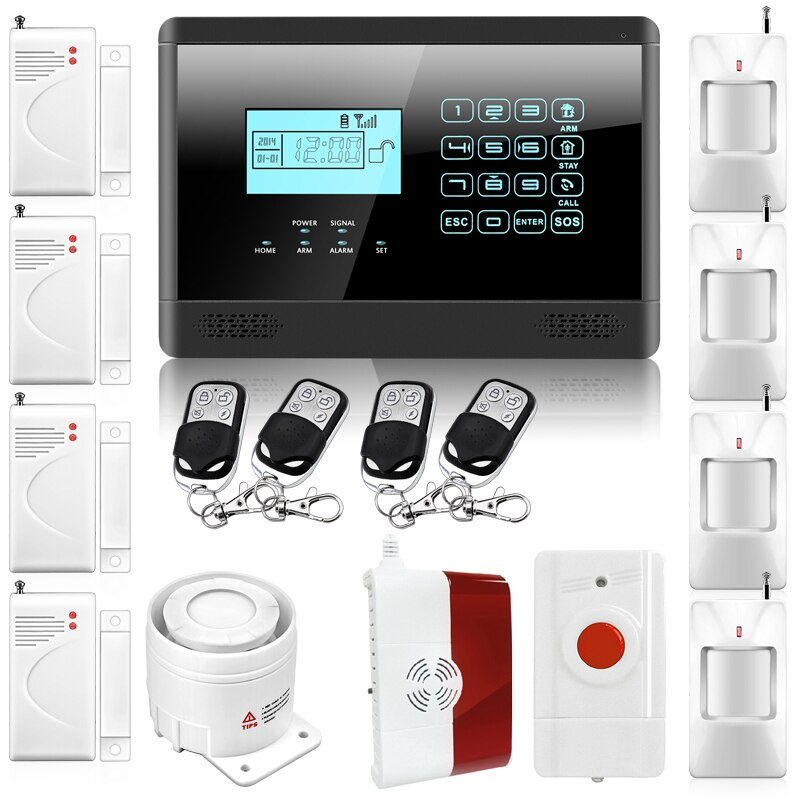 2014
01-01
12:00
1 2 3
ARM
4 5 6
STAY
7 8 9
CALL
ESC 0 ENTER SOS
POWER SIGNAL
HOME ARM ALARM SET
TIPS